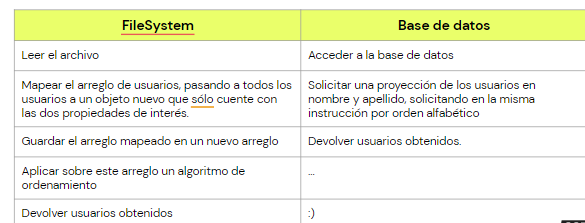 FileSystem
Base de datos
Leer el archivo
Acceder a la base de datos
Mapear el arreglo de usuarios, pasando a todos los
usuarios a un objeto nuevo que sólo cuente con
las dos propiedades de interés.
Solicitar una proyección de los usuarios en
nombre y apellido, solicitando en la misma
instrucción por orden alfabético
Guardar el arreglo mapeado en un nuevo arreglo
Devolver usuarios obtenidos.
Aplicar sobre este arreglo un algoritmo de
ordenamiento
...
Devolver usuarios obtenidos
:)